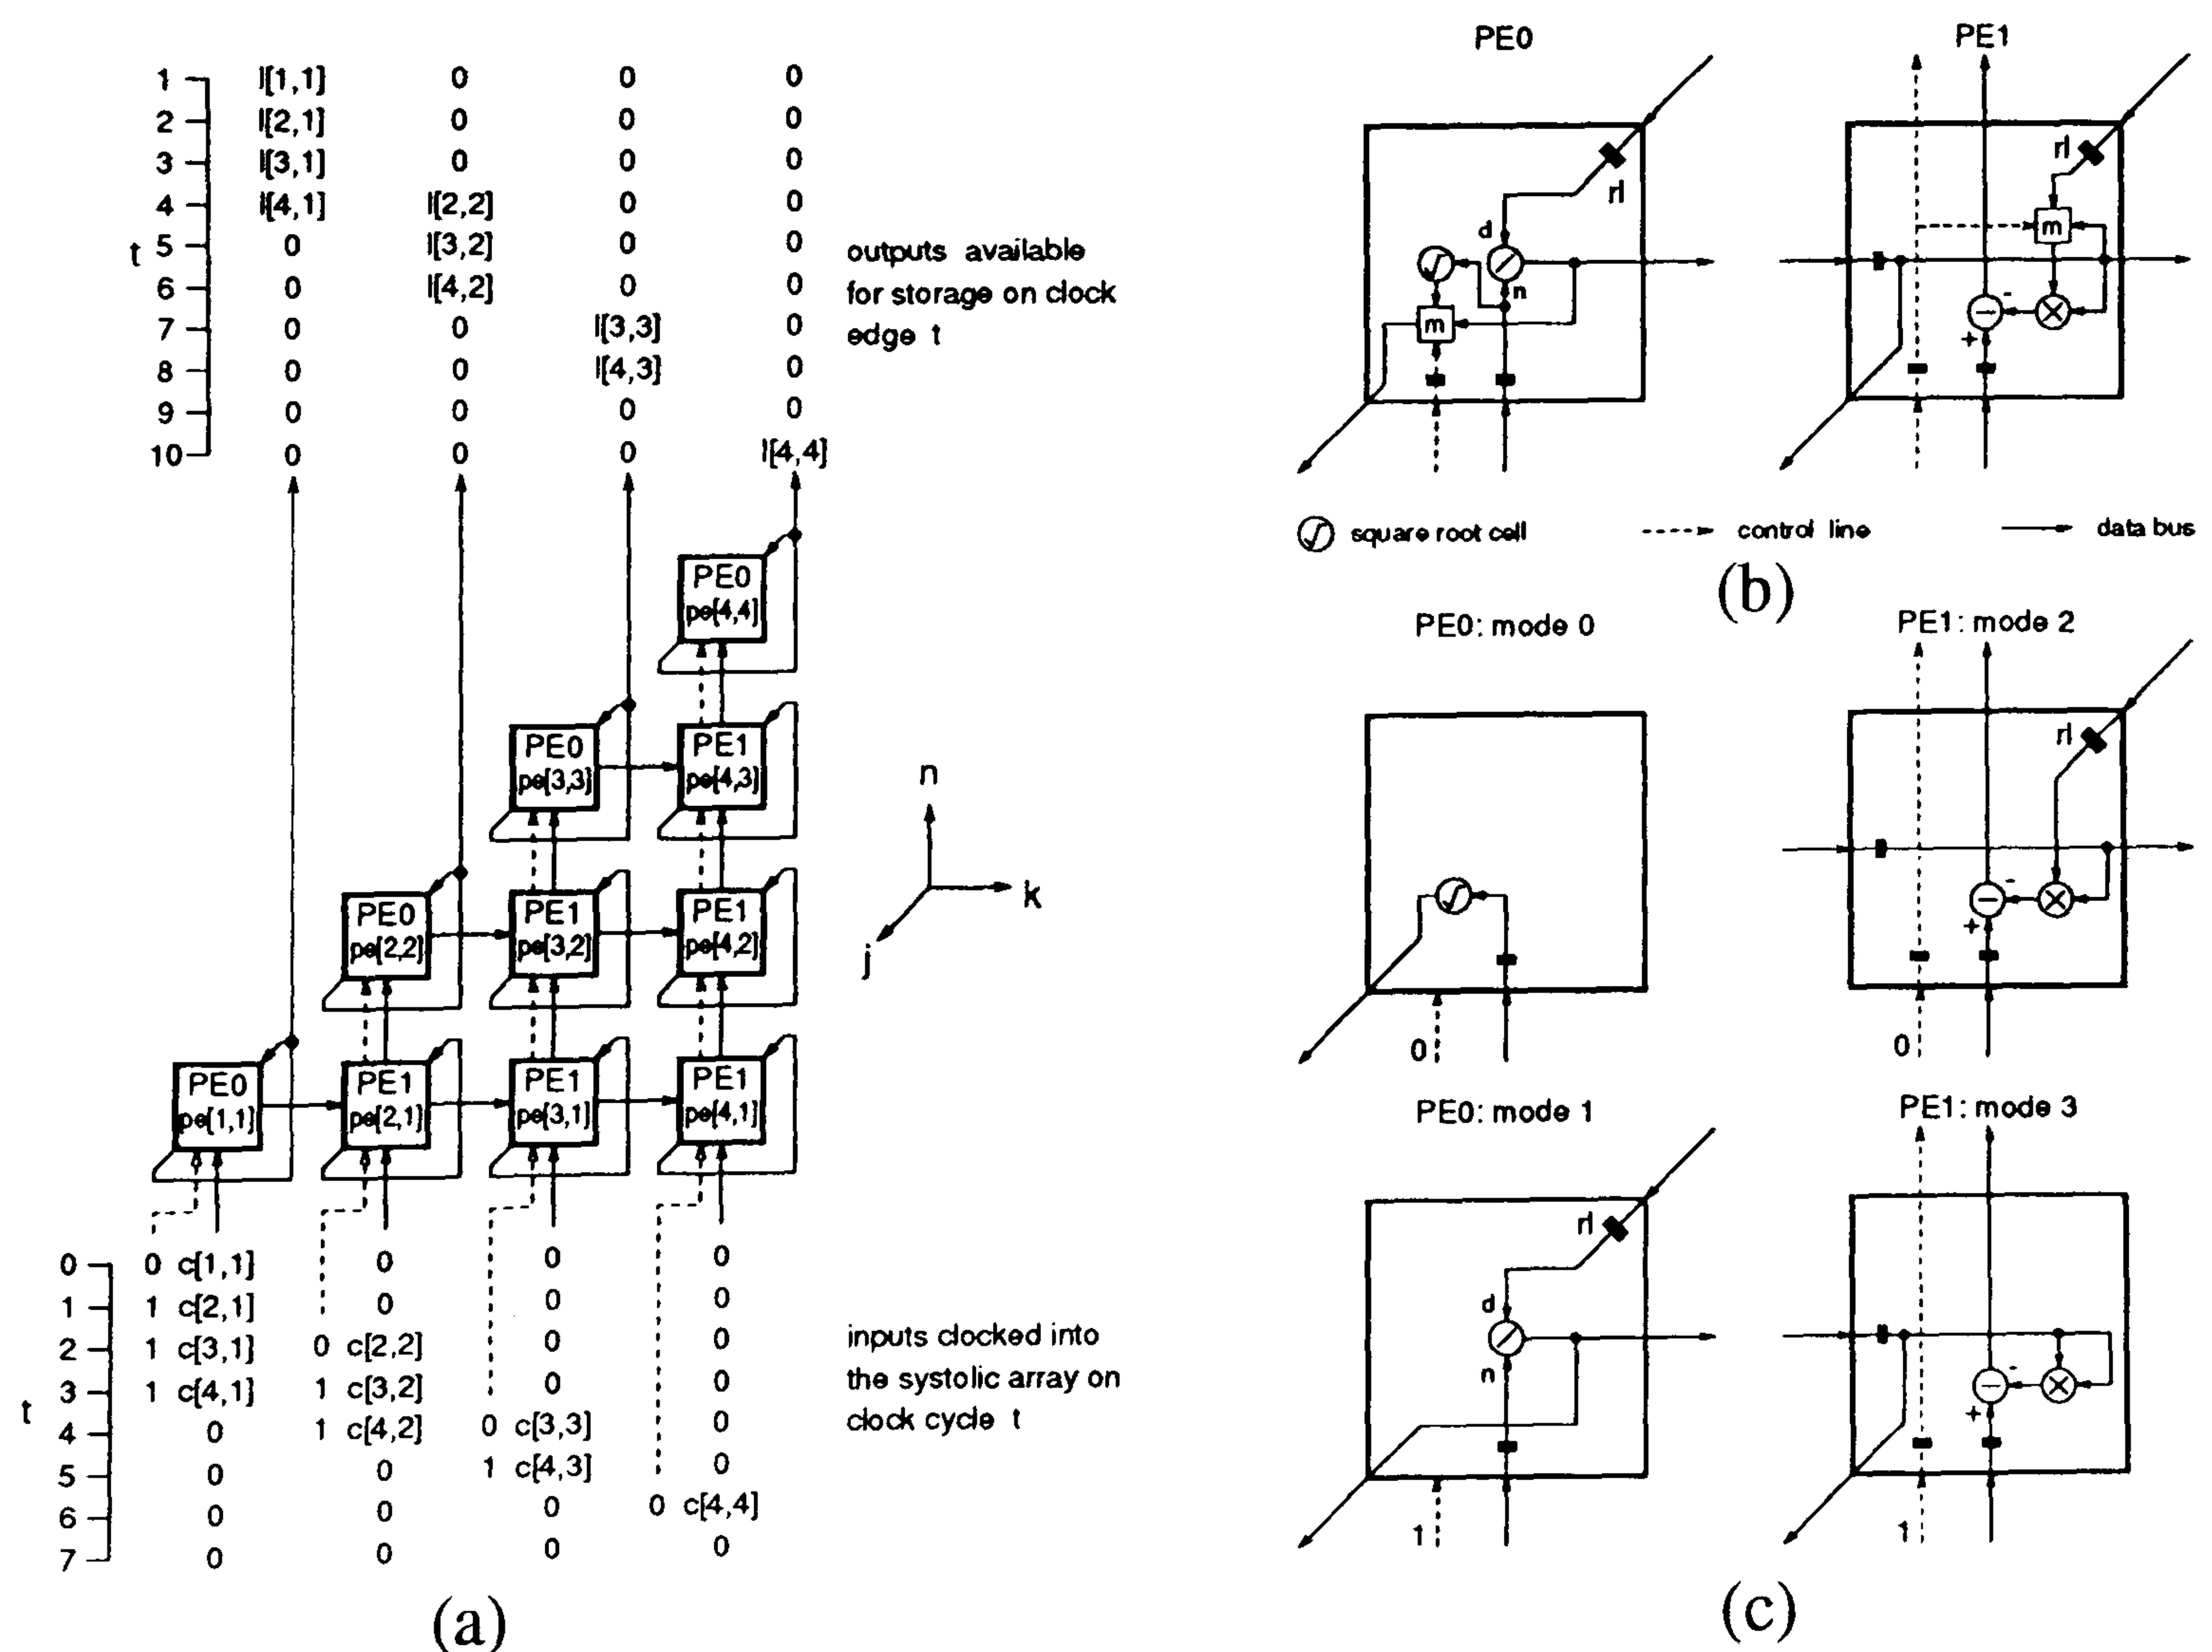 1 l[1,1] 0 0 0
2 l[2,1] 0 0 0
3 l[3,1] 0 0 0
4 l[4,1] l[2,2] 0 0
t 5 0 l[3,2] 0 0
6 0 l[4,2] 0 0
7 0 0 l[3,3] 0
8 0 0 l[4,3] 0
9 0 0 0 0
10 0 0 0 l[4,4]
outputs available
for storage on clock
edge t
PE0
pe[4,4]
PE0
pe[3,3]
PE1
pe[4,3]
PE0
pe[2,2]
PE1
pe[3,2]
PE1
pe[4,2]
PE0
pe[1,1]
PE1
pe[2,1]
PE1
pe[3,1]
PE1
pe[4,1]
n
k
j
0 0 c[1,1] 0 0 0
1 1 c[2,1] 0 0 0
2 1 c[3,1] 0 c[2,2] 0 0
3 1 c[4,1] 1 c[3,2] 0 0
t
4 0 1 c[4,2] 0 c[3,3] 0
5 0 0 1 c[4,3] 0
6 0 0 0 0 c[4,4]
7 0 0 0 0
inputs clocked into
the systolic array on
clock cycle t
(a)
PE0
rl
d
n
m
PE1
rl
m
-
+
square root cell
control line
data bus
(b)
PE0: mode 0
0
PE1: mode 2
rl
-
+
0
PE0: mode 1
rl
d
n
1
PE1: mode 3
-
+
1
(c)